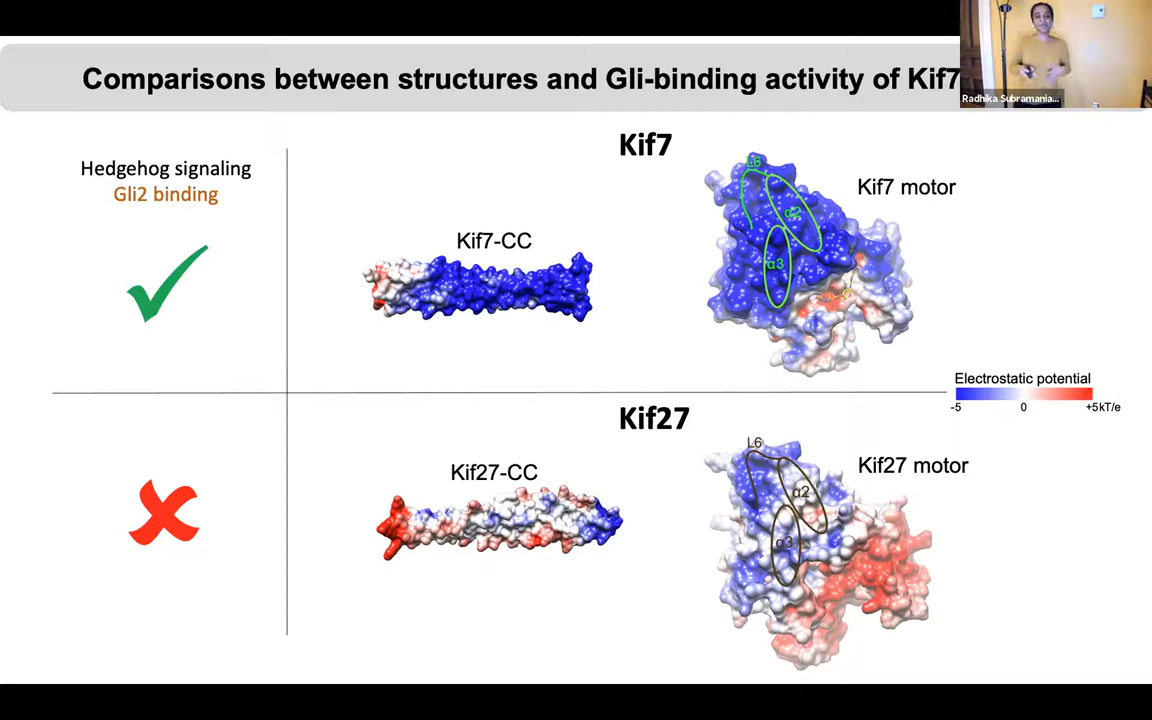 Comparisons between structures and Gli-binding activity of Kif7
Radhika Subramania...
Hedgehog signaling
Gli2 binding
Kif7
Kif7-CC
Kif7 motor
L6
α2
α3
Electrostatic potential
-5
0
+5kT/e
Kif27
Kif27-CC
Kif27 motor
L6
α2
α3